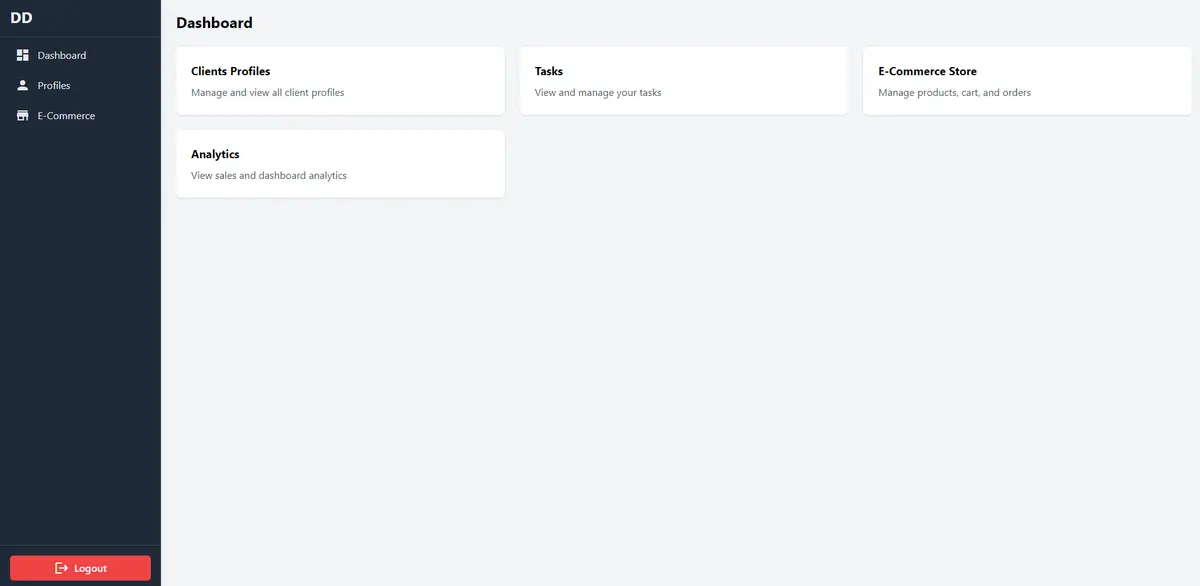 DD
Dashboard
Profiles
E-Commerce
Logout
Dashboard
Clients Profiles
Manage and view all client profiles
Tasks
View and manage your tasks
E-Commerce Store
Manage products, cart, and orders
Analytics
View sales and dashboard analytics